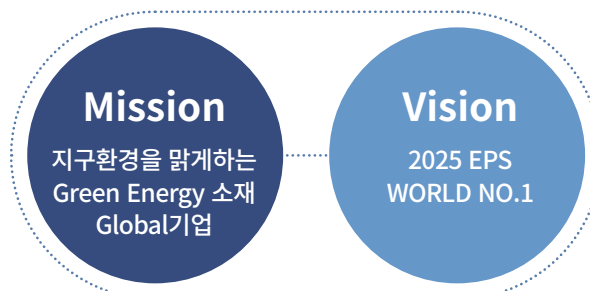 Mission
지구환경을 맑게하는
Green Energy 소재
Global기업
Vision
2025 EPS
WORLD NO.1